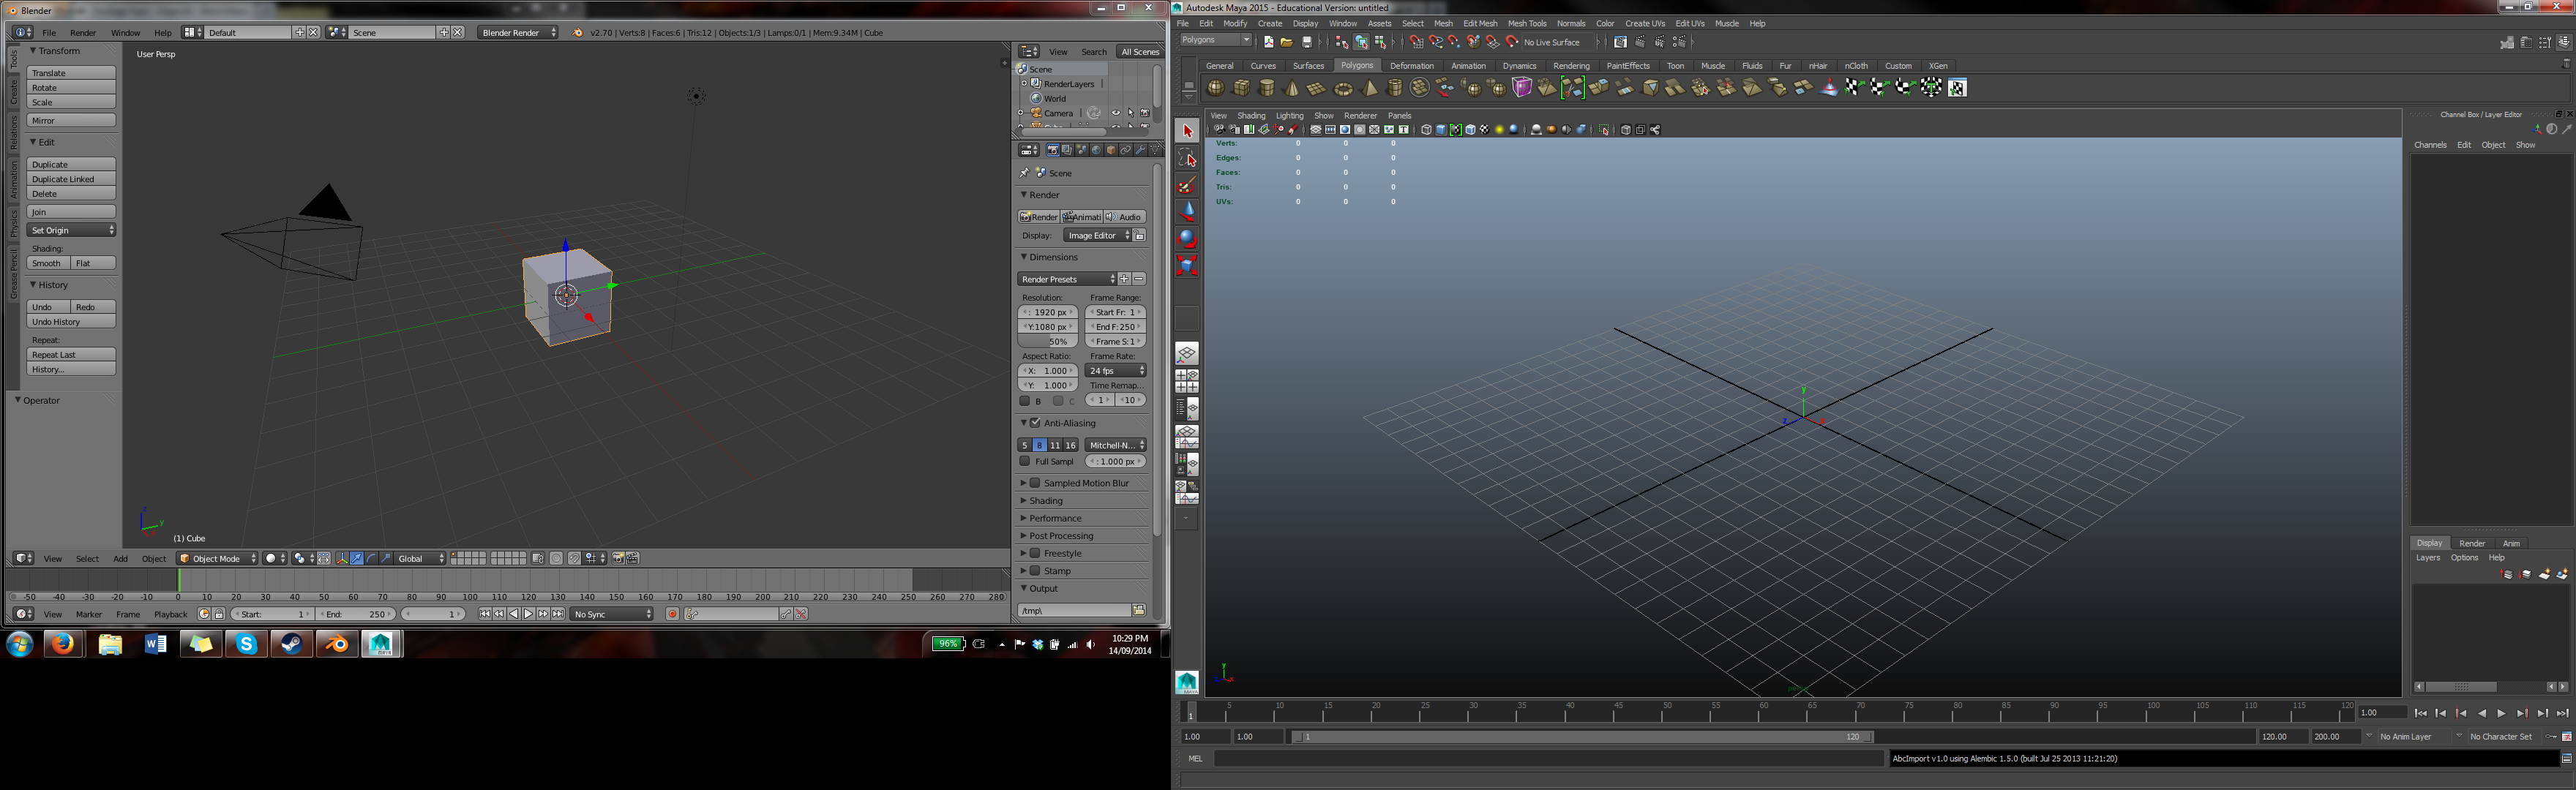 Blender
File Render Window Help Default Scene Blender Render v2.70 | Verts:8 | Faces:6 | Tris:12 | Objects:1/3 | Lamps:0/1 | Mem:9.34M | Cube
Tools
Create
Relations
Animation
Physics
Grease Pencil
Transform
Translate
Rotate
Scale
Mirror
Edit
Duplicate
Duplicate Linked
Delete
Join
Set Origin
Shading:
Smooth Flat
History
Undo Redo
Undo History
Repeat:
Repeat Last
History...
Operator
User Persp
(1) Cube
View Select Add Object Object Mode Global
-50 -40 -30 -20 -10 0 10 20 30 40 50 60 70 80 90 100 110 120 130 140 150 160 170 180 190 200 210 220 230 240 250 260 270 280
View Marker Frame Playback Start: 1 End: 250 1 No Sync
View Search All Scenes
Scene
RenderLayers |
World
Camera |
Scene
Render
Render Animati Audio
Display: Image Editor
Dimensions
Render Presets
Resolution: Frame Range:
: 1920 px Start Fr: 1
Y:1080 px End F:250
50% Frame S:1
Aspect Ratio: Frame Rate:
X: 1.000 24 fps
Y: 1.000 Time Remap...
B C 1 10
Anti-Aliasing
5 8 11 16 Mitchell-N...
Full Sampl : 1.000 px
Sampled Motion Blur
Shading
Performance
Post Processing
Freestyle
Stamp
Output
/tmp\
96%
10:29 PM
14/09/2014
Autodesk Maya 2015 - Educational Version: untitled
File Edit Modify Create Display Window Assets Select Mesh Edit Mesh Mesh Tools Normals Color Create UVs Edit UVs Muscle Help
Polygons No Live Surface
General Curves Surfaces Polygons Deformation Animation Dynamics Rendering PaintEffects Toon Muscle Fluids Fur nHair nCloth Custom XGen
View Shading Lighting Show Renderer Panels
Verts: 0 0 0
Edges: 0 0 0
Faces: 0 0 0
Tris: 0 0 0
UVs: 0 0 0
y
z
Channel Box / Layer Editor
Channels Edit Object Show
Display Render Anim
Layers Options Help
1 5 10 15 20 25 30 35 40 45 50 55 60 65 70 75 80 85 90 95 100 105 110 115 120 1.00
1.00 1.00 1 120 120.00 200.00 No Anim Layer No Character Set
MEL AbcImport v1.0 using Alembic 1.5.0 (built Jul 25 2013 11:21:20)